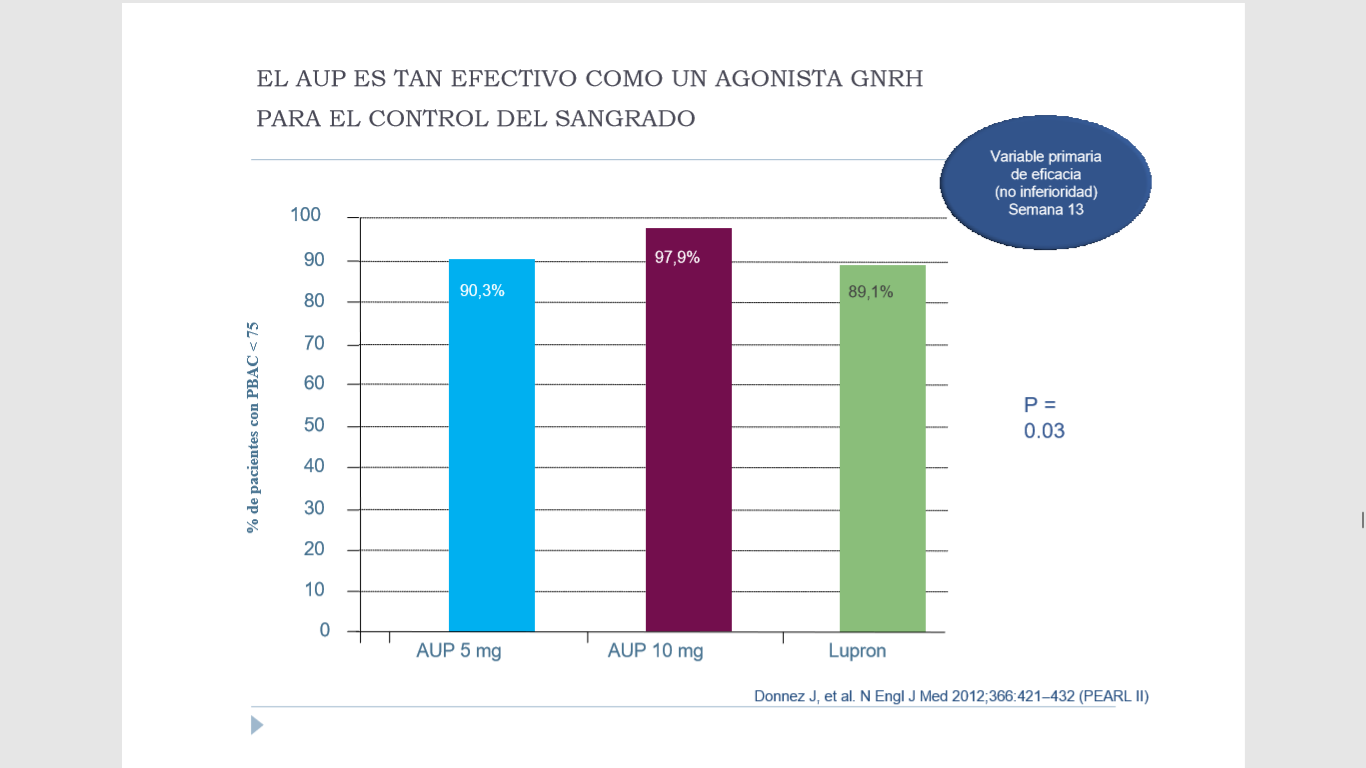 EL AUP ES TAN EFECTIVO COMO UN AGONISTA GNRH
PARA EL CONTROL DEL SANGRADO
Variable primaria
de eficacia
(no inferioridad)
Semana 13
% de pacientes con PBAC < 75
100
90
80
70
60
50
40
30
20
10
0
90,3%
97,9%
89,1%
AUP 5 mg
AUP 10 mg
Lupron
P =
0.03
Donnez J, et al. N Engl J Med 2012;366:421–432 (PEARL II)